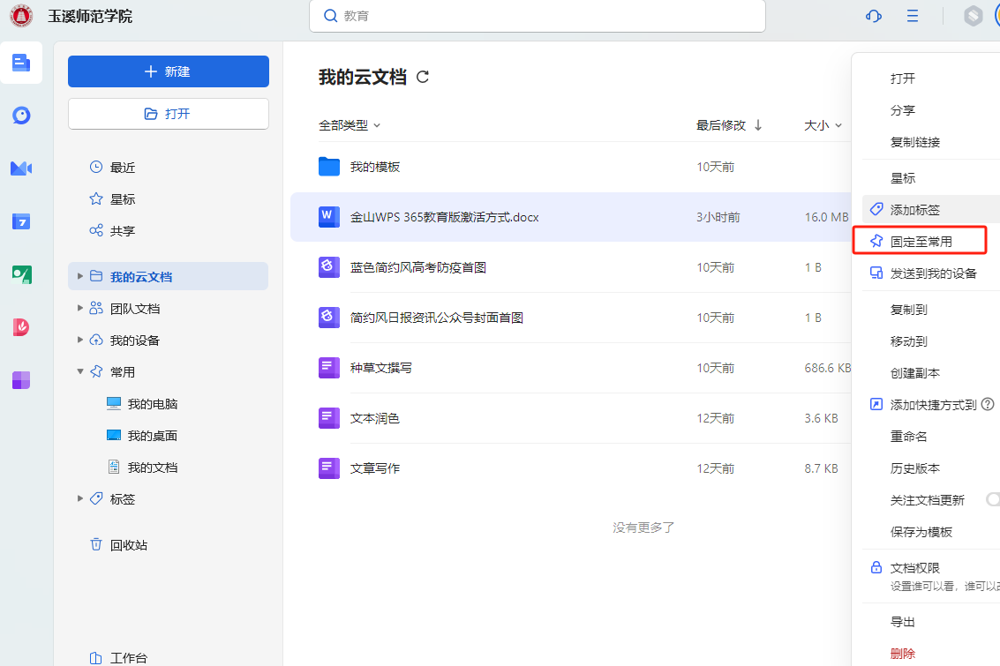 玉溪师范学院
教育
新建
打开
最近
星标
共享
我的云文档
团队文档
我的设备
常用
我的电脑
我的桌面
我的文档
标签
回收站
工作台
我的云文档
全部类型 最后修改 大小
我的模板 10天前
金山WPS 365教育版激活方式.docx 3小时前 16.0 MB
蓝色简约风高考防疫首图 10天前 1 B
简约风日报资讯公众号封面首图 10天前 1 B
种草文撰写 10天前 686.6 KB
文本润色 12天前 3.6 KB
文章写作 12天前 8.7 KB
没有更多了
打开
分享
复制链接
星标
添加标签
固定至常用
发送到我的设备
复制到
移动到
创建副本
添加快捷方式到
重命名
历史版本
关注文档更新
保存为模板
文档权限
设置谁可以看，谁可以
导出
删除